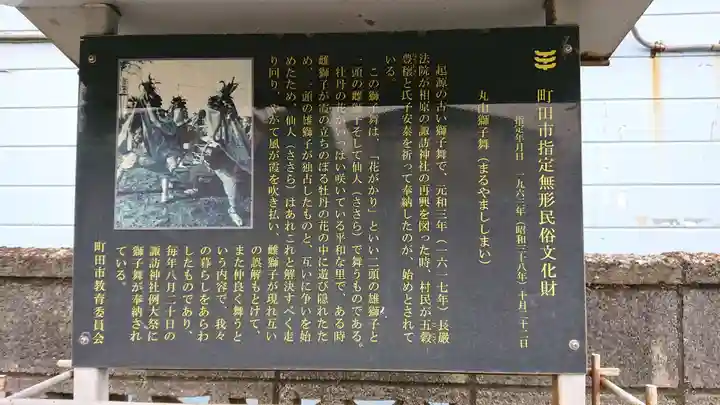 町田市指定無形民俗文化財
指定年月日 一九六三年(昭和三十八年)十月二十二日
丸山獅子舞(まるやまししまい)
起源の古い獅子舞で、元和三年(一六一七年)長厳
法院が相原の諏訪神社の再興を図った時、村民が五穀
豊穣と氏子安泰を祈って奉納したのが、始めとされて
いる。
この獅子舞は、「花がかり」といい二頭の雄獅子と
一頭の雌獅子そして仙人(ささら)で舞うものである。
牡丹の花がいっぱい咲いている平和な里で、ある時
雌獅子が霞の立ちのぼる牡丹の花の中に遊び隠れたた
め、二頭の雄獅子が独占したものと、互いに争いを始
めたため、仙人(ささら)はあれこれと解決すべく走
り回り、やがて風が霞を吹き払い、雌獅子が現れ互い
の誤解もとけて、
また仲良く舞うと
いう内容で、我々
の暮らしをあらわ
したものであり、
毎年八月二十日の
諏訪神社例大祭に
獅子舞が奉納され
ている。
町田市教育委員会